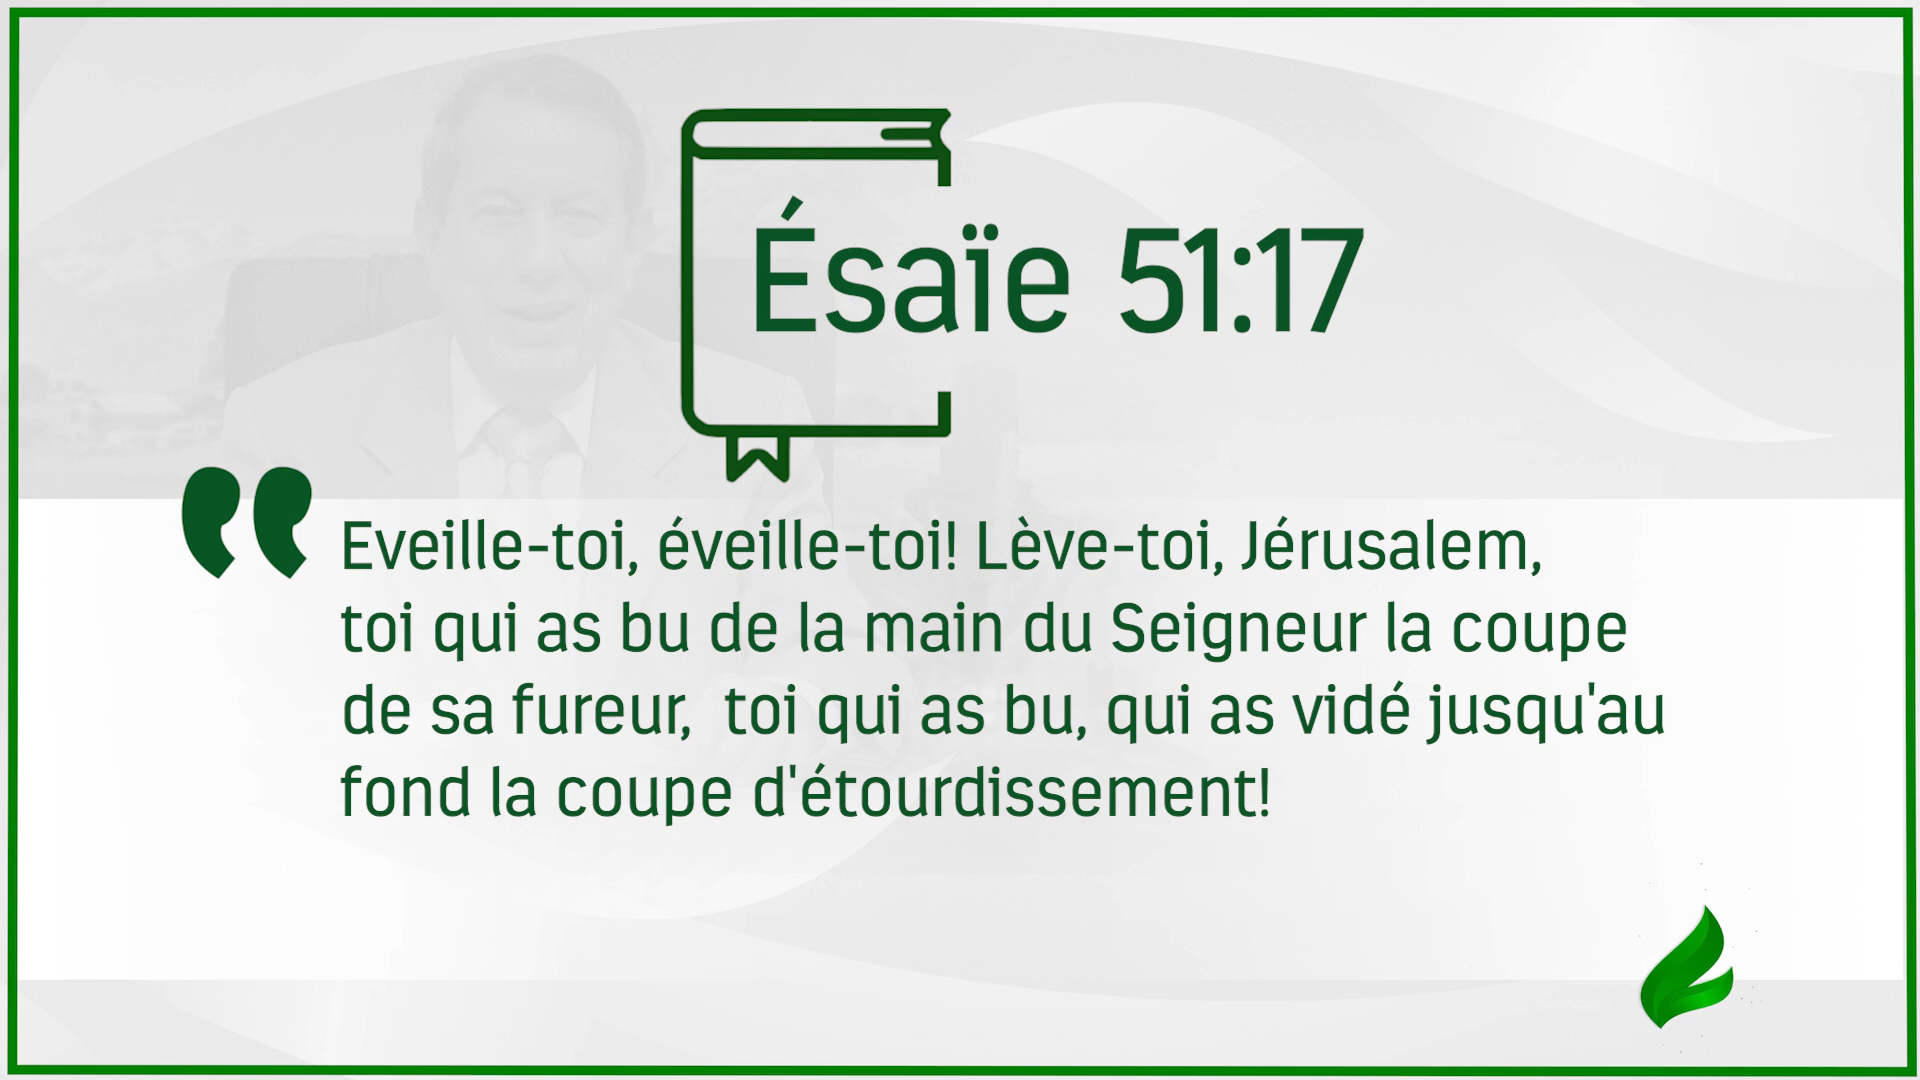 Ésaïe 51:17
Eveille-toi, éveille-toi! Lève-toi, Jérusalem,
toi qui as bu de la main du Seigneur la coupe
de sa fureur,  toi qui as bu, qui as vidé jusqu'au
fond la coupe d'étourdissement!